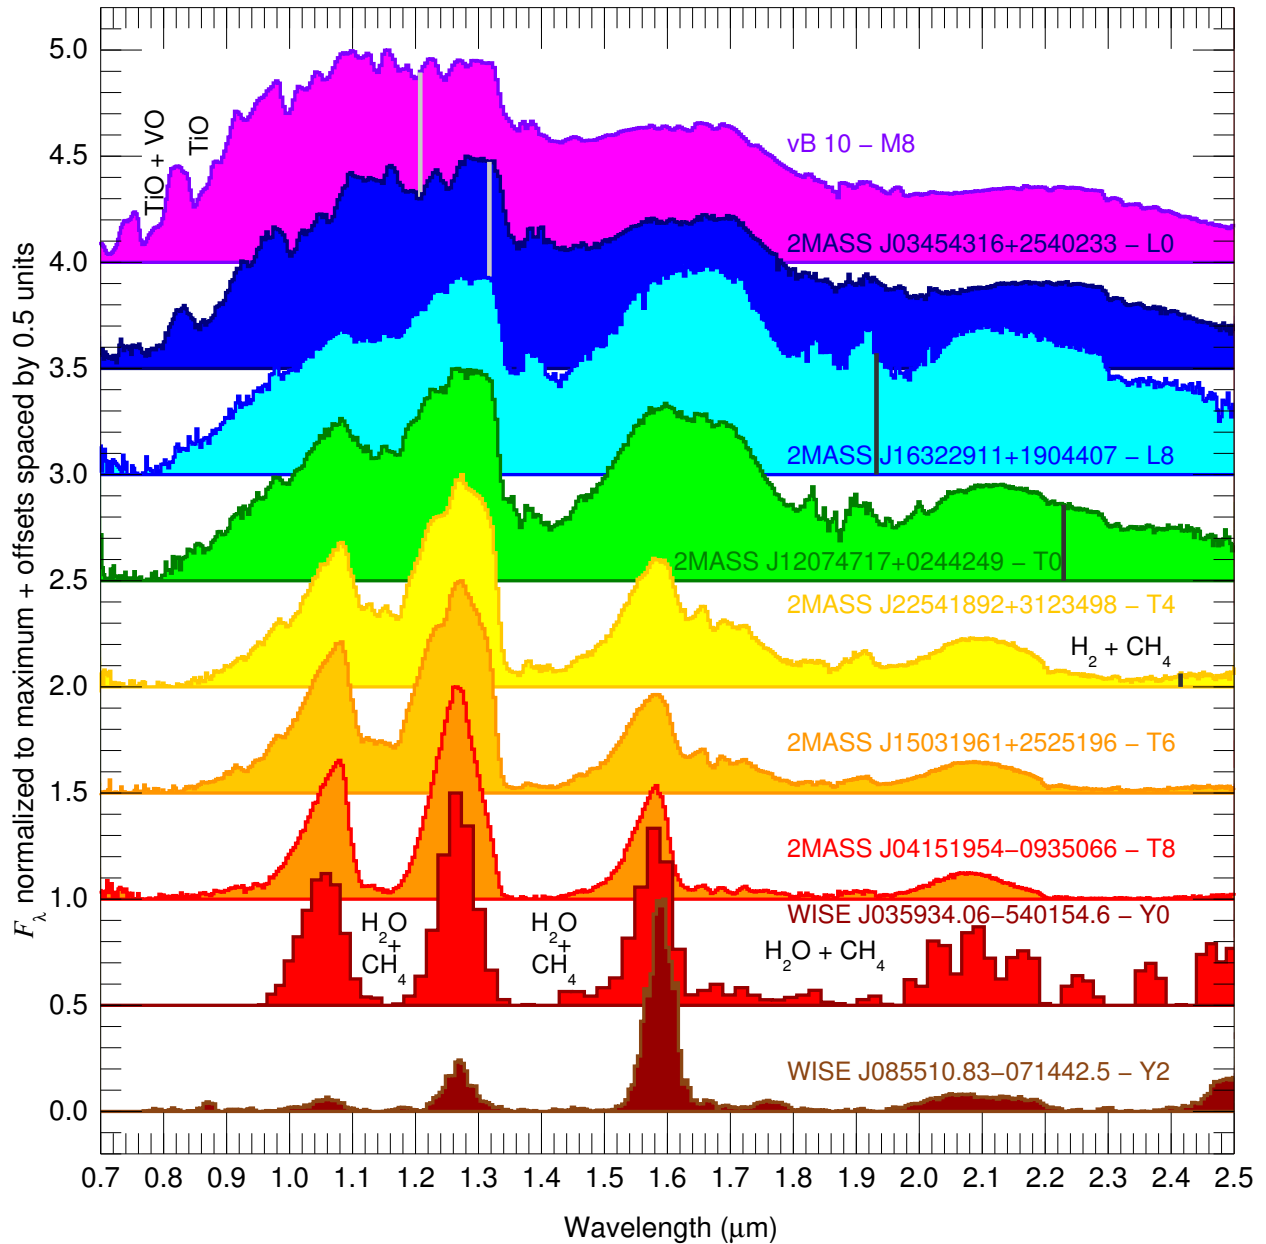 5.0
4.5
4.0
3.5
3.0
2.5
2.0
1.5
1.0
0.5
0.0
F_λ normalized to maximum + offsets spaced by 0.5 units
TiO + VO
TiO
vB 10 − M8
2MASS J03454316+2540233 − L0
2MASS J16322911+1904407 − L8
2MASS J12074717+0244249 − T0
2MASS J22541892+3123498 − T4
H₂ + CH₄
2MASS J15031961+2525196 − T6
2MASS J04151954−0935066 − T8
WISE J035934.06−540154.6 − Y0
H₂O
+
CH₄
H₂O
+
CH₄
H₂O + CH₄
WISE J085510.83−071442.5 − Y2
0.7 0.8 0.9 1.0 1.1 1.2 1.3 1.4 1.5 1.6 1.7 1.8 1.9 2.0 2.1 2.2 2.3 2.4 2.5
Wavelength (μm)